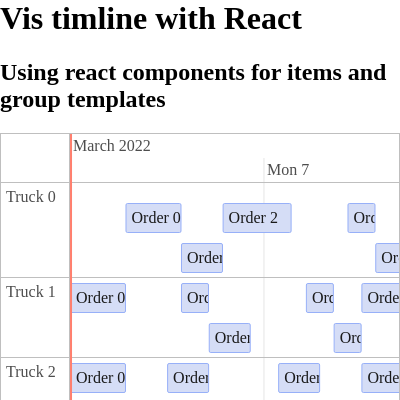 Vis timline with React
Using react components for items and
group templates
March 2022
Mon 7
Truck 0
Order 0
Order 2
Orc
Order
Or
Truck 1
Order 0
Orc
Orc
Orde
Order
Orc
Truck 2
Order 0
Order
Order
Orde